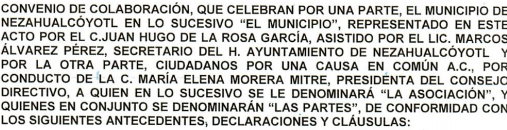 CONVENIO DE COLABORACIÓN, QUE CELEBRAN POR UNA PARTE, EL MUNICIPIO DE
NEZAHUALCÓYOTL EN LO SUCESIVO "EL MUNICIPIO", REPRESENTADO EN ESTE
ACTO POR EL C.JUAN HUGO DE LA ROSA GARCÍA, ASISTIDO POR EL LIC. MARCOS
ÁLVAREZ PÉREZ, SECRETARIO DEL H. AYUNTAMIENTO DE NEZAHUALCÓYOTL Y
POR LA OTRA PARTE, CIUDADANOS POR UNA CAUSA EN COMÚN A.C., POR
CONDUCTO DE LA C. MARÍA ELENA MORERA MITRE, PRESIDENTA DEL CONSEJO
DIRECTIVO, A QUIEN EN LO SUCESIVO SE LE DENOMINARÁ "LA ASOCIACIÓN", Y
QUIENES EN CONJUNTO SE DENOMINARÁN "LAS PARTES", DE CONFORMIDAD CON
LOS SIGUIENTES ANTECEDENTES, DECLARACIONES Y CLÁUSULAS: